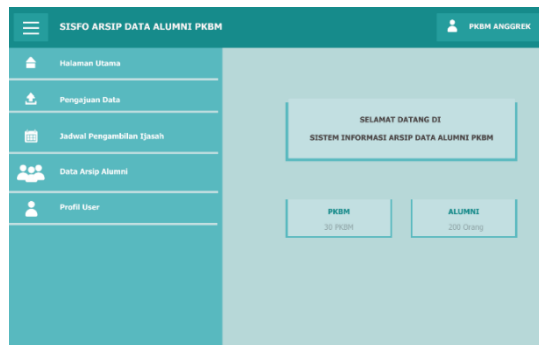 SISFO ARSIP DATA ALUMNI PKBM
PKBM ANGGREK
Halaman Utama
Pengajuan Data
Jadwal Pengambilan Ijasah
Data Arsip Alumni
Profil User
SELAMAT DATANG DI
SISTEM INFORMASI ARSIP DATA ALUMNI PKBM
PKBM
30 PKBM
ALUMNI
200 Orang